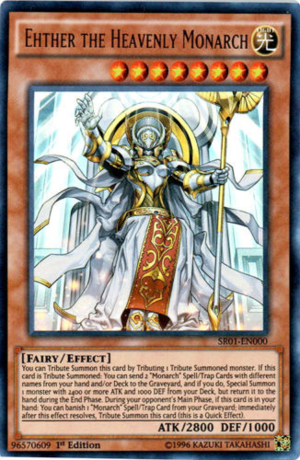 Ehther the Heavenly Monarch
LIGHT
光
SR01-EN000
[Fairy/Effect]
You can Tribute Summon this card by Tributing 1 Tribute Summoned monster. If this
card is Tribute Summoned: You can send 2 "Monarch" Spell/Trap Cards with different
names from your hand and/or Deck to the Graveyard, and if you do, Special Summon
1 monster with 2400 or more ATK and 1000 DEF from your Deck, but return it to the
hand during the End Phase. During your opponent's Main Phase, if this card is in your
hand: You can banish 1 "Monarch" Spell/Trap Card from your Graveyard; immediately
after this effect resolves, Tribute Summon this card (this is a Quick Effect).
ATK/2800 DEF/1000
96570609 1st Edition ©1996 KAZUKI TAKAHASHI